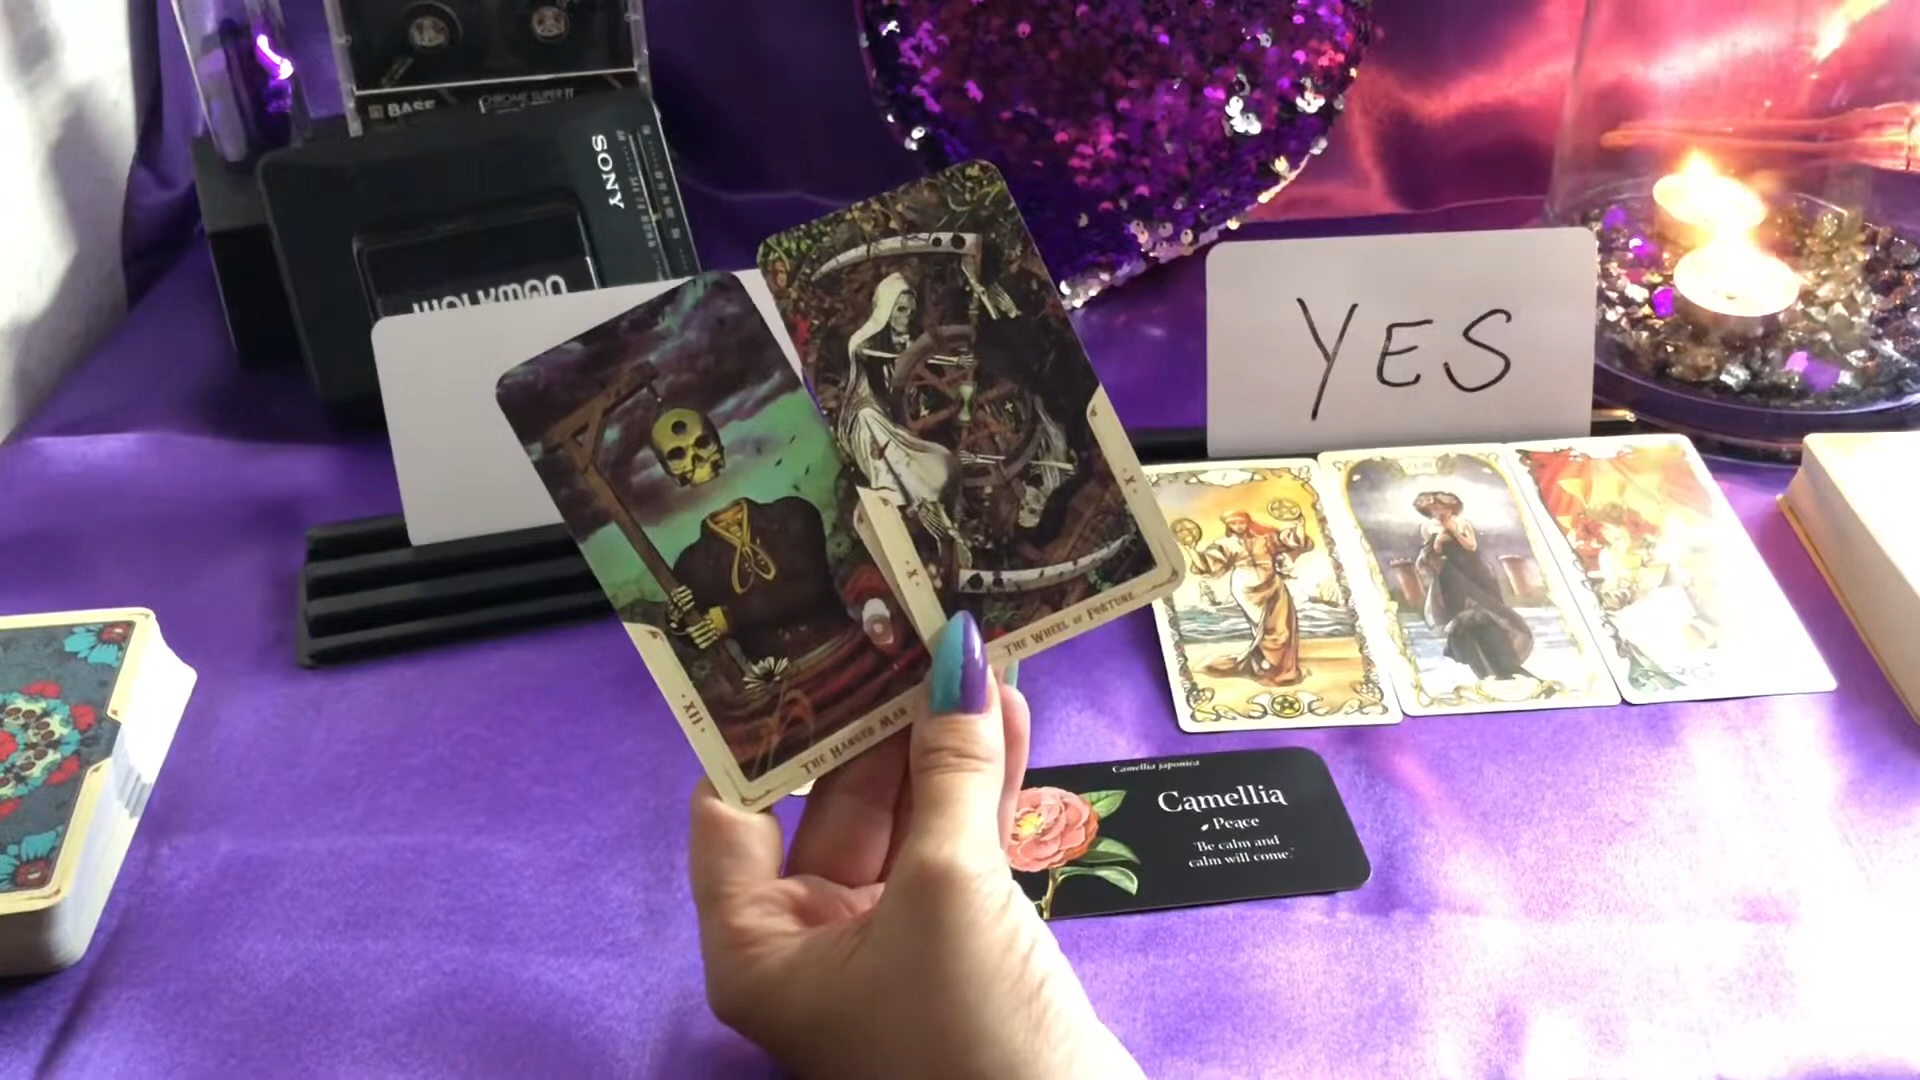 BASF
CHROME SUPER II
SONY
WALKMAN
YES
X
X
THE WHEEL OF FORTUNE
XII
THE HANGED MAN
Camellia japonica
Camellia
Peace
'Be calm and
calm will come.'